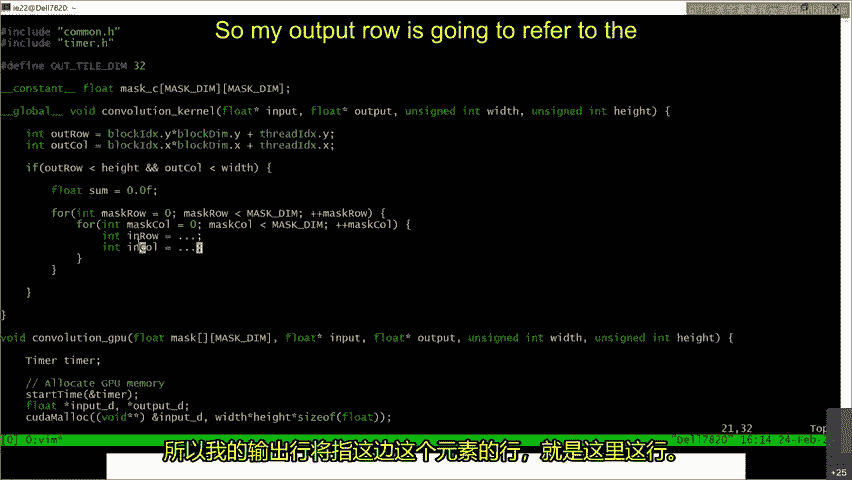 ie22@Dell7820: ~
So my output row is going to refer to the
#include "common.h"
#include "timer.h"
#define OUT_TILE_DIM 32
__constant__ float mask_c[MASK_DIM][MASK_DIM];
__global__ void convolution_kernel(float* input, float* output, unsigned int width, unsigned int height) {
int outRow = blockIdx.y*blockDim.y + threadIdx.y;
int outCol = blockIdx.x*blockDim.x + threadIdx.x;
if(outRow < height && outCol < width) {
float sum = 0.0f;
for(int maskRow = 0; maskRow < MASK_DIM; ++maskRow) {
for(int maskCol = 0; maskCol < MASK_DIM; ++maskCol) {
int inRow = ...;
int inCol = ...;
}
}
}
}
void convolution_gpu(float mask[][MASK_DIM], float* input, float* output, unsigned int width, unsigned int height) {
Timer timer;
// Allocate GPU memory
startTime(&timer);
float *input_d, *output_d;
cudaMalloc((void**) &input_d, width*height*sizeof(float));
21,32 Top
[0] 0:vim* "Dell7820" 16:14 24-Feb-2
所以我的输出行将指这边这个元素的行，就是这里这行。
+25